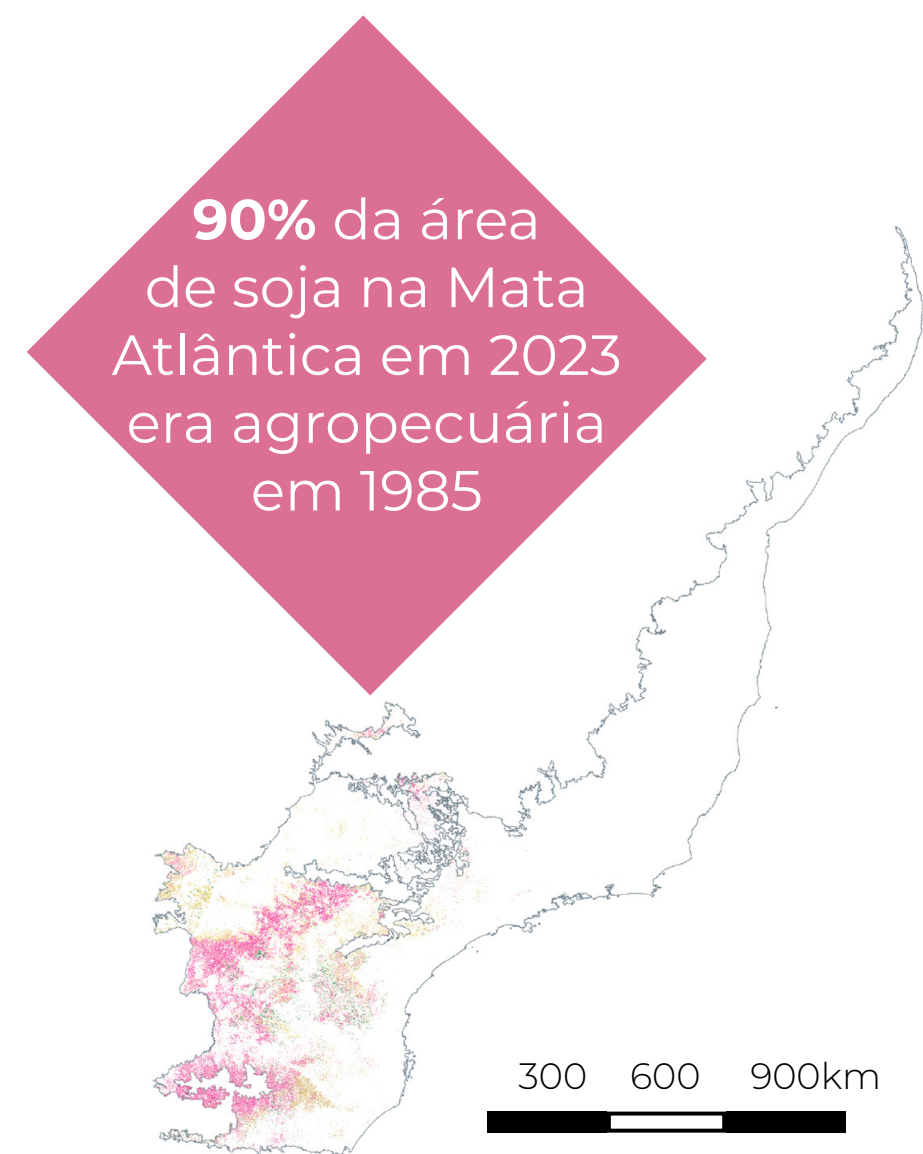 90% da área
de soja na Mata
Atlântica em 2023
era agropecuária
em 1985
300 600 900km